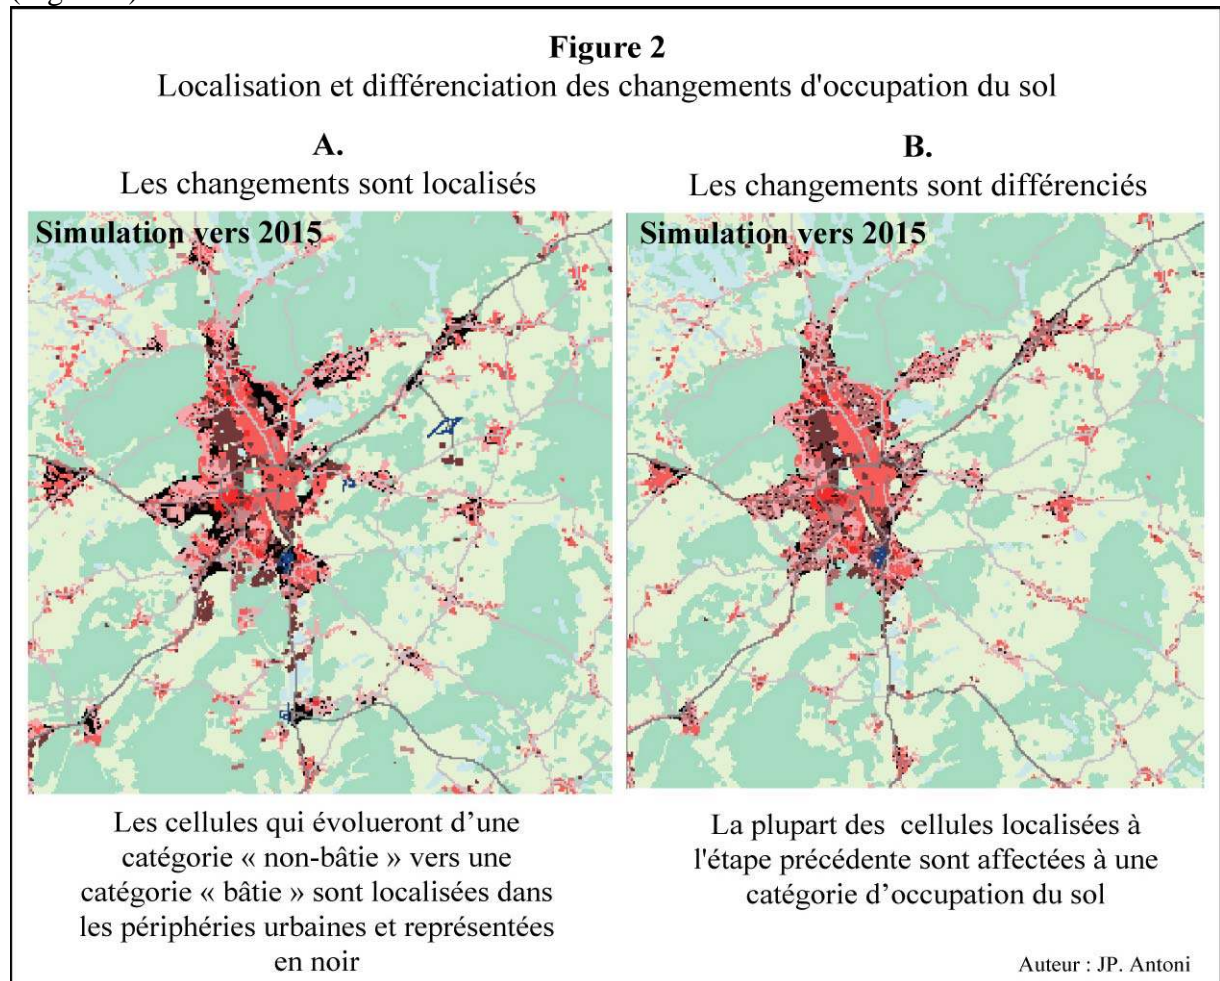 Figure 2
Localisation et différenciation des changements d'occupation du sol
A.
Les changements sont localisés
Simulation vers 2015
Les cellules qui évolueront d’une
catégorie « non-bâtie » vers une
catégorie « bâtie » sont localisées dans
les périphéries urbaines et représentées
en noir
B.
Les changements sont différenciés
Simulation vers 2015
La plupart des cellules localisées à
l'étape précédente sont affectées à une
catégorie d’occupation du sol
Auteur : JP. Antoni